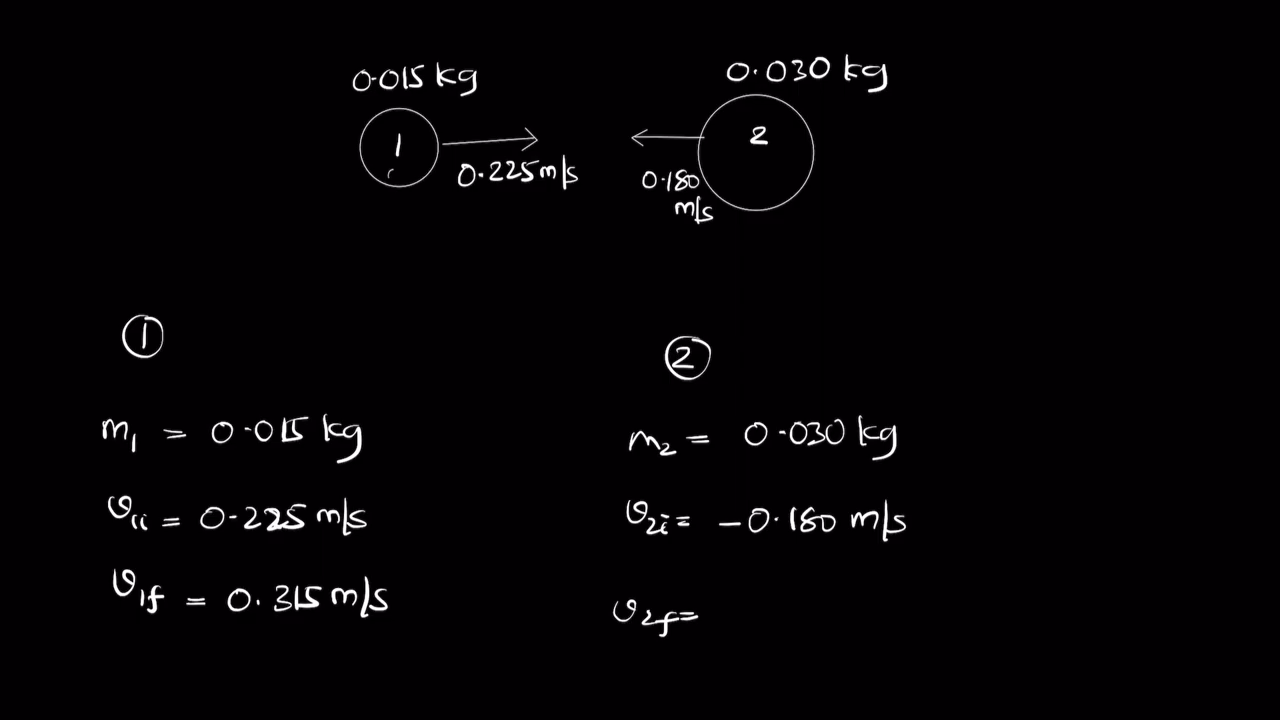 0.015 kg
0.030 kg
1
2
0.225 m/s
0.180
m/s
①
②
m₁ = 0.015 kg
m₂ = 0.030 kg
v₁ᵢ = 0.225 m/s
v₂ᵢ = -0.180 m/s
v₁f = 0.315 m/s
v₂f =